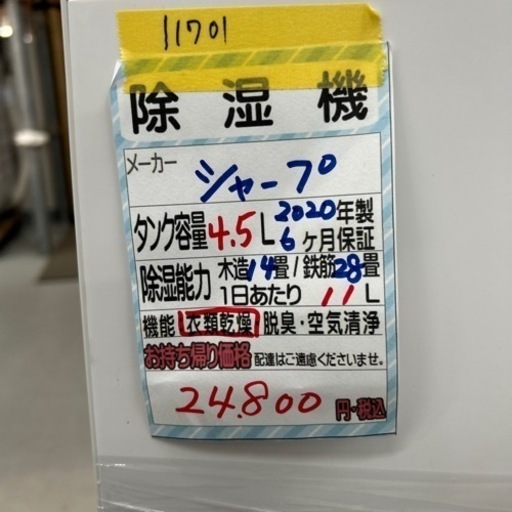 11701
除湿機
メーカー
シャープ
タンク容量4.5L 2020年製
6ヶ月保証
除湿能力 木造14畳/鉄筋28畳
1日あたり 11L
機能 衣類乾燥 脱臭・空気清浄
お持ち帰り価格 配達はご遠慮くださいませ。
24.800 円・税込